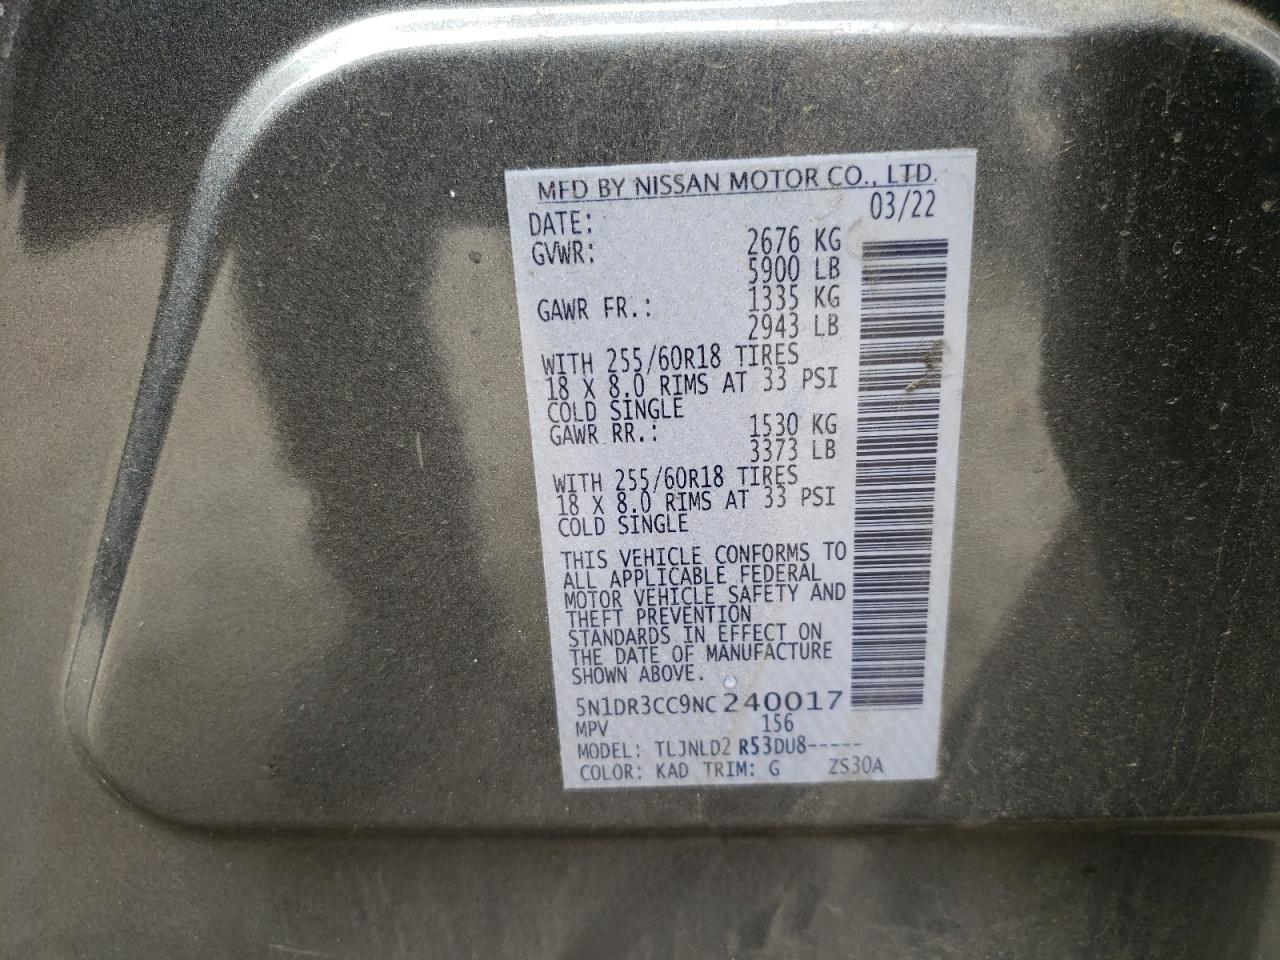 MFD BY NISSAN MOTOR CO., LTD.
DATE: 03/22
GVWR: 2676 KG
5900 LB
GAWR FR.: 1335 KG
2943 LB
WITH 255/60R18 TIRES
18 X 8.0 RIMS AT 33 PSI
COLD SINGLE
GAWR RR.: 1530 KG
3373 LB
WITH 255/60R18 TIRES
18 X 8.0 RIMS AT 33 PSI
COLD SINGLE
THIS VEHICLE CONFORMS TO
ALL APPLICABLE FEDERAL
MOTOR VEHICLE SAFETY AND
THEFT PREVENTION
STANDARDS IN EFFECT ON
THE DATE OF MANUFACTURE
SHOWN ABOVE.
5N1DR3CC9NC240017
MPV 156
MODEL: TLJNLD2 R53DU8-----
COLOR: KAD TRIM: G ZS30A